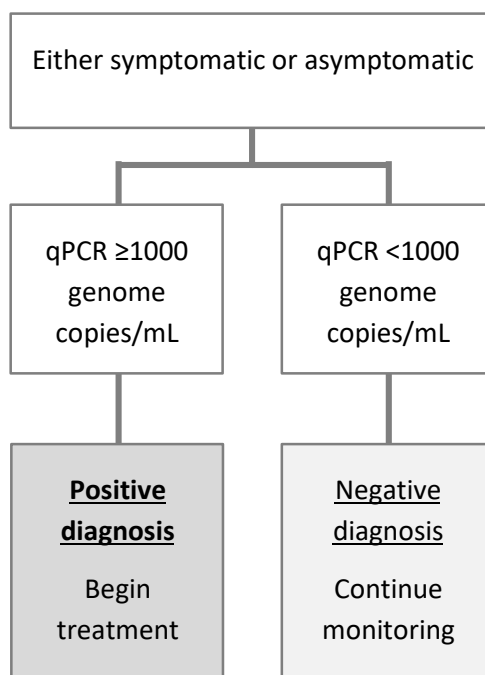 Either symptomatic or asymptomatic
qPCR ≥1000
genome
copies/mL
qPCR <1000
genome
copies/mL
Positive
diagnosis
Begin
treatment
Negative
diagnosis
Continue
monitoring